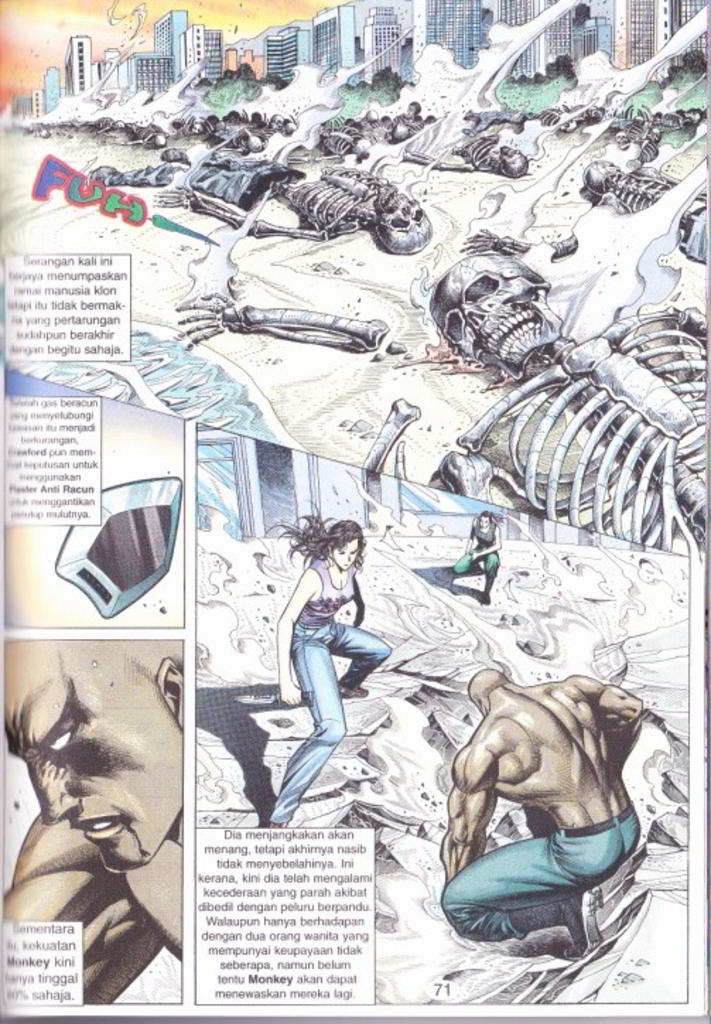 FUH-
Serangan kali ini
berjaya menumpaskan
ramai manusia klon
tetapi itu tidak bermak-
na yang pertarungan
sudahpun berakhir
dengan begitu sahaja.
Setelah gas beracun
yang menyelubungi
kawasan itu menjadi
berkurangan,
Crawford pun mem-
buat keputusan untuk
menggunakan
Plaster Anti Racun
untuk menggantikan
penutup mulutnya.
Sementara
itu, kekuatan
Monkey kini
hanya tinggal
60% sahaja.
Dia menjangkakan akan
menang, tetapi akhirnya nasib
tidak menyebelahinya. Ini
kerana, kini dia telah mengalami
kecederaan yang parah akibat
dibedil dengan peluru berpandu.
Walaupun hanya berhadapan
dengan dua orang wanita yang
mempunyai keupayaan tidak
seberapa, namun belum
tentu Monkey akan dapat
menewaskan mereka lagi.
71